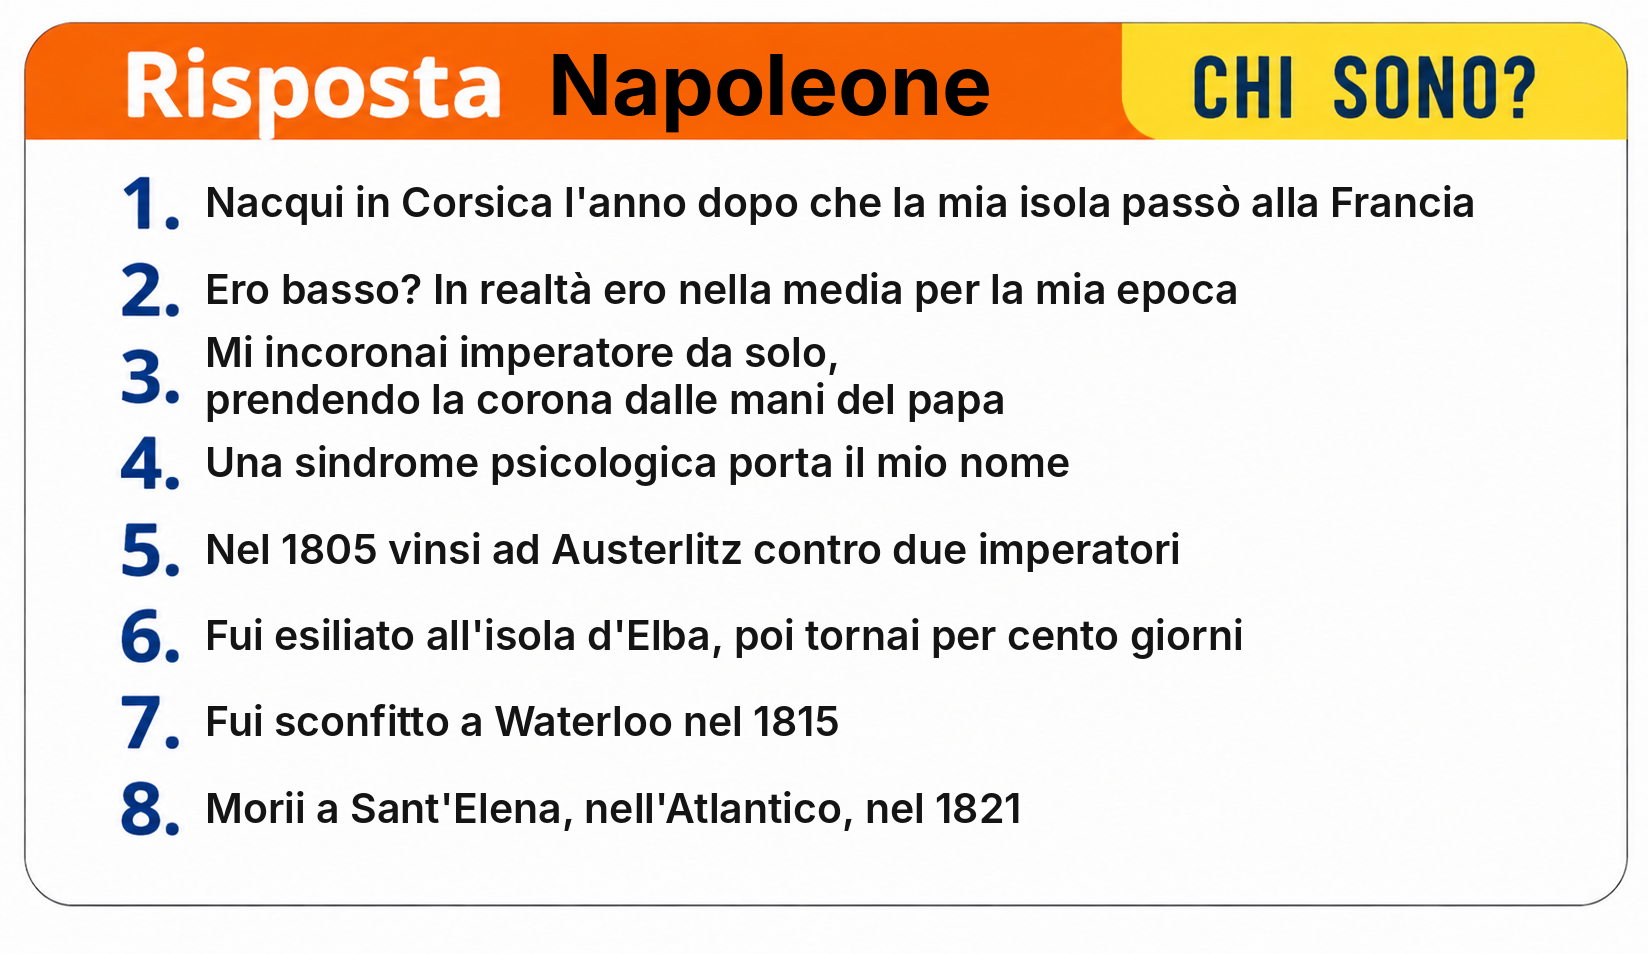 Risposta Napoleone CHI SONO?
1. Nacqui in Corsica l'anno dopo che la mia isola passò alla Francia
2. Ero basso? In realtà ero nella media per la mia epoca
3. Mi incoronai imperatore da solo,
prendendo la corona dalle mani del papa
4. Una sindrome psicologica porta il mio nome
5. Nel 1805 vinsi ad Austerlitz contro due imperatori
6. Fui esiliato all'isola d'Elba, poi tornai per cento giorni
7. Fui sconfitto a Waterloo nel 1815
8. Morii a Sant'Elena, nell'Atlantico, nel 1821